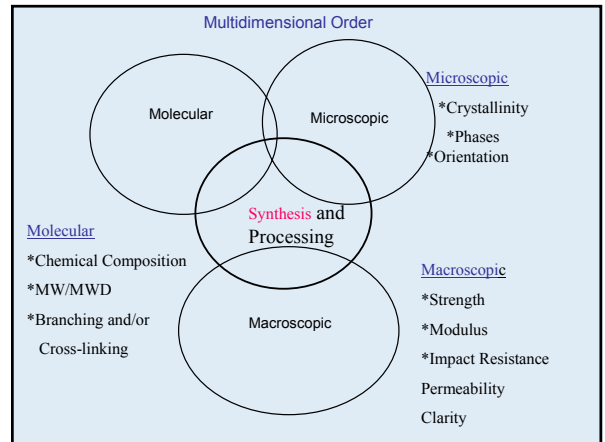 Multidimensional Order
Molecular
Microscopic
Synthesis and
Processing
Macroscopic
Microscopic
*Crystallinity
*Phases
*Orientation
Molecular
*Chemical Composition
*MW/MWD
*Branching and/or
Cross-linking
Macroscopic
*Strength
*Modulus
*Impact Resistance
Permeability
Clarity